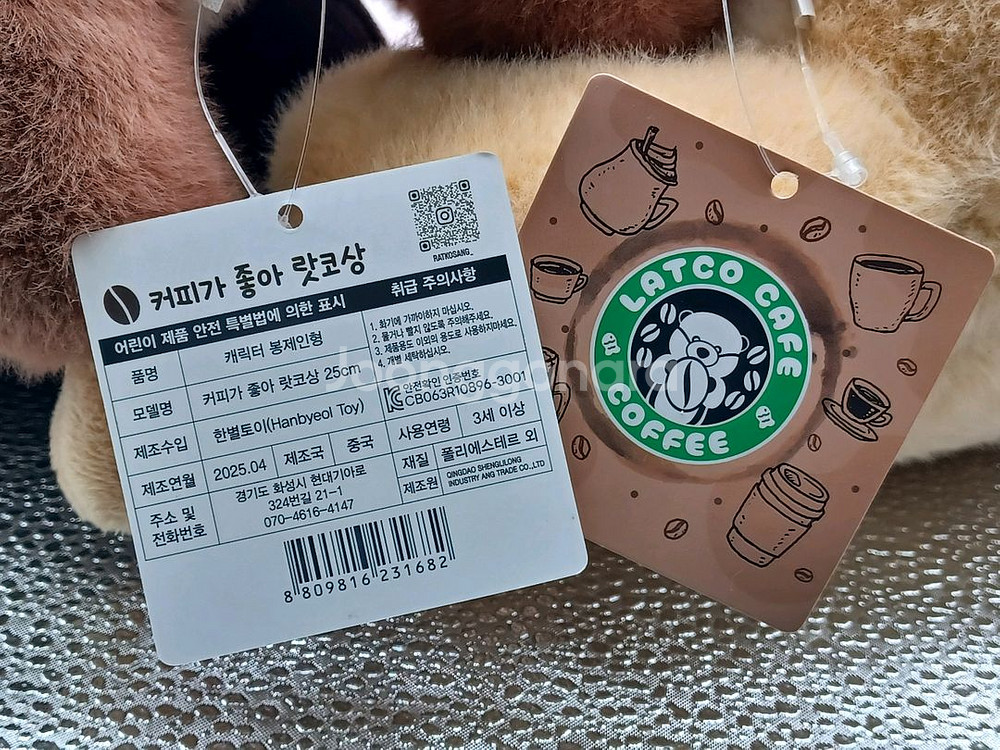 RATKOSANG_
커피가 좋아 랏코상
어린이 제품 안전 특별법에 의한 표시
취급 주의사항
품명
캐릭터 봉제인형
1. 화기에 가까이하지 마십시오.
2. 물거나 빨지 않도록 주의해주세요.
3. 제품용도 이외의 용도로 사용하지마세요.
4. 개별 세탁하십시오.
모델명
커피가 좋아 랏코상 25cm
안전확인 인증번호
CB063R10896-3001
제조수입
한별토이(Hanbyeol Toy)
사용연령
3세 이상
제조연월
2025.04
제조국
중국
재질
폴리에스테르 외
주소 및
전화번호
경기도 화성시 현대기아로
324번길 21-1
070-4616-4147
제조원
QINGDAO SHENGLILONG
INDUSTRY ANG TRADE CO.,LTD
8 809816 231682
LATCO CAFE
COFFEE
Joonggonara